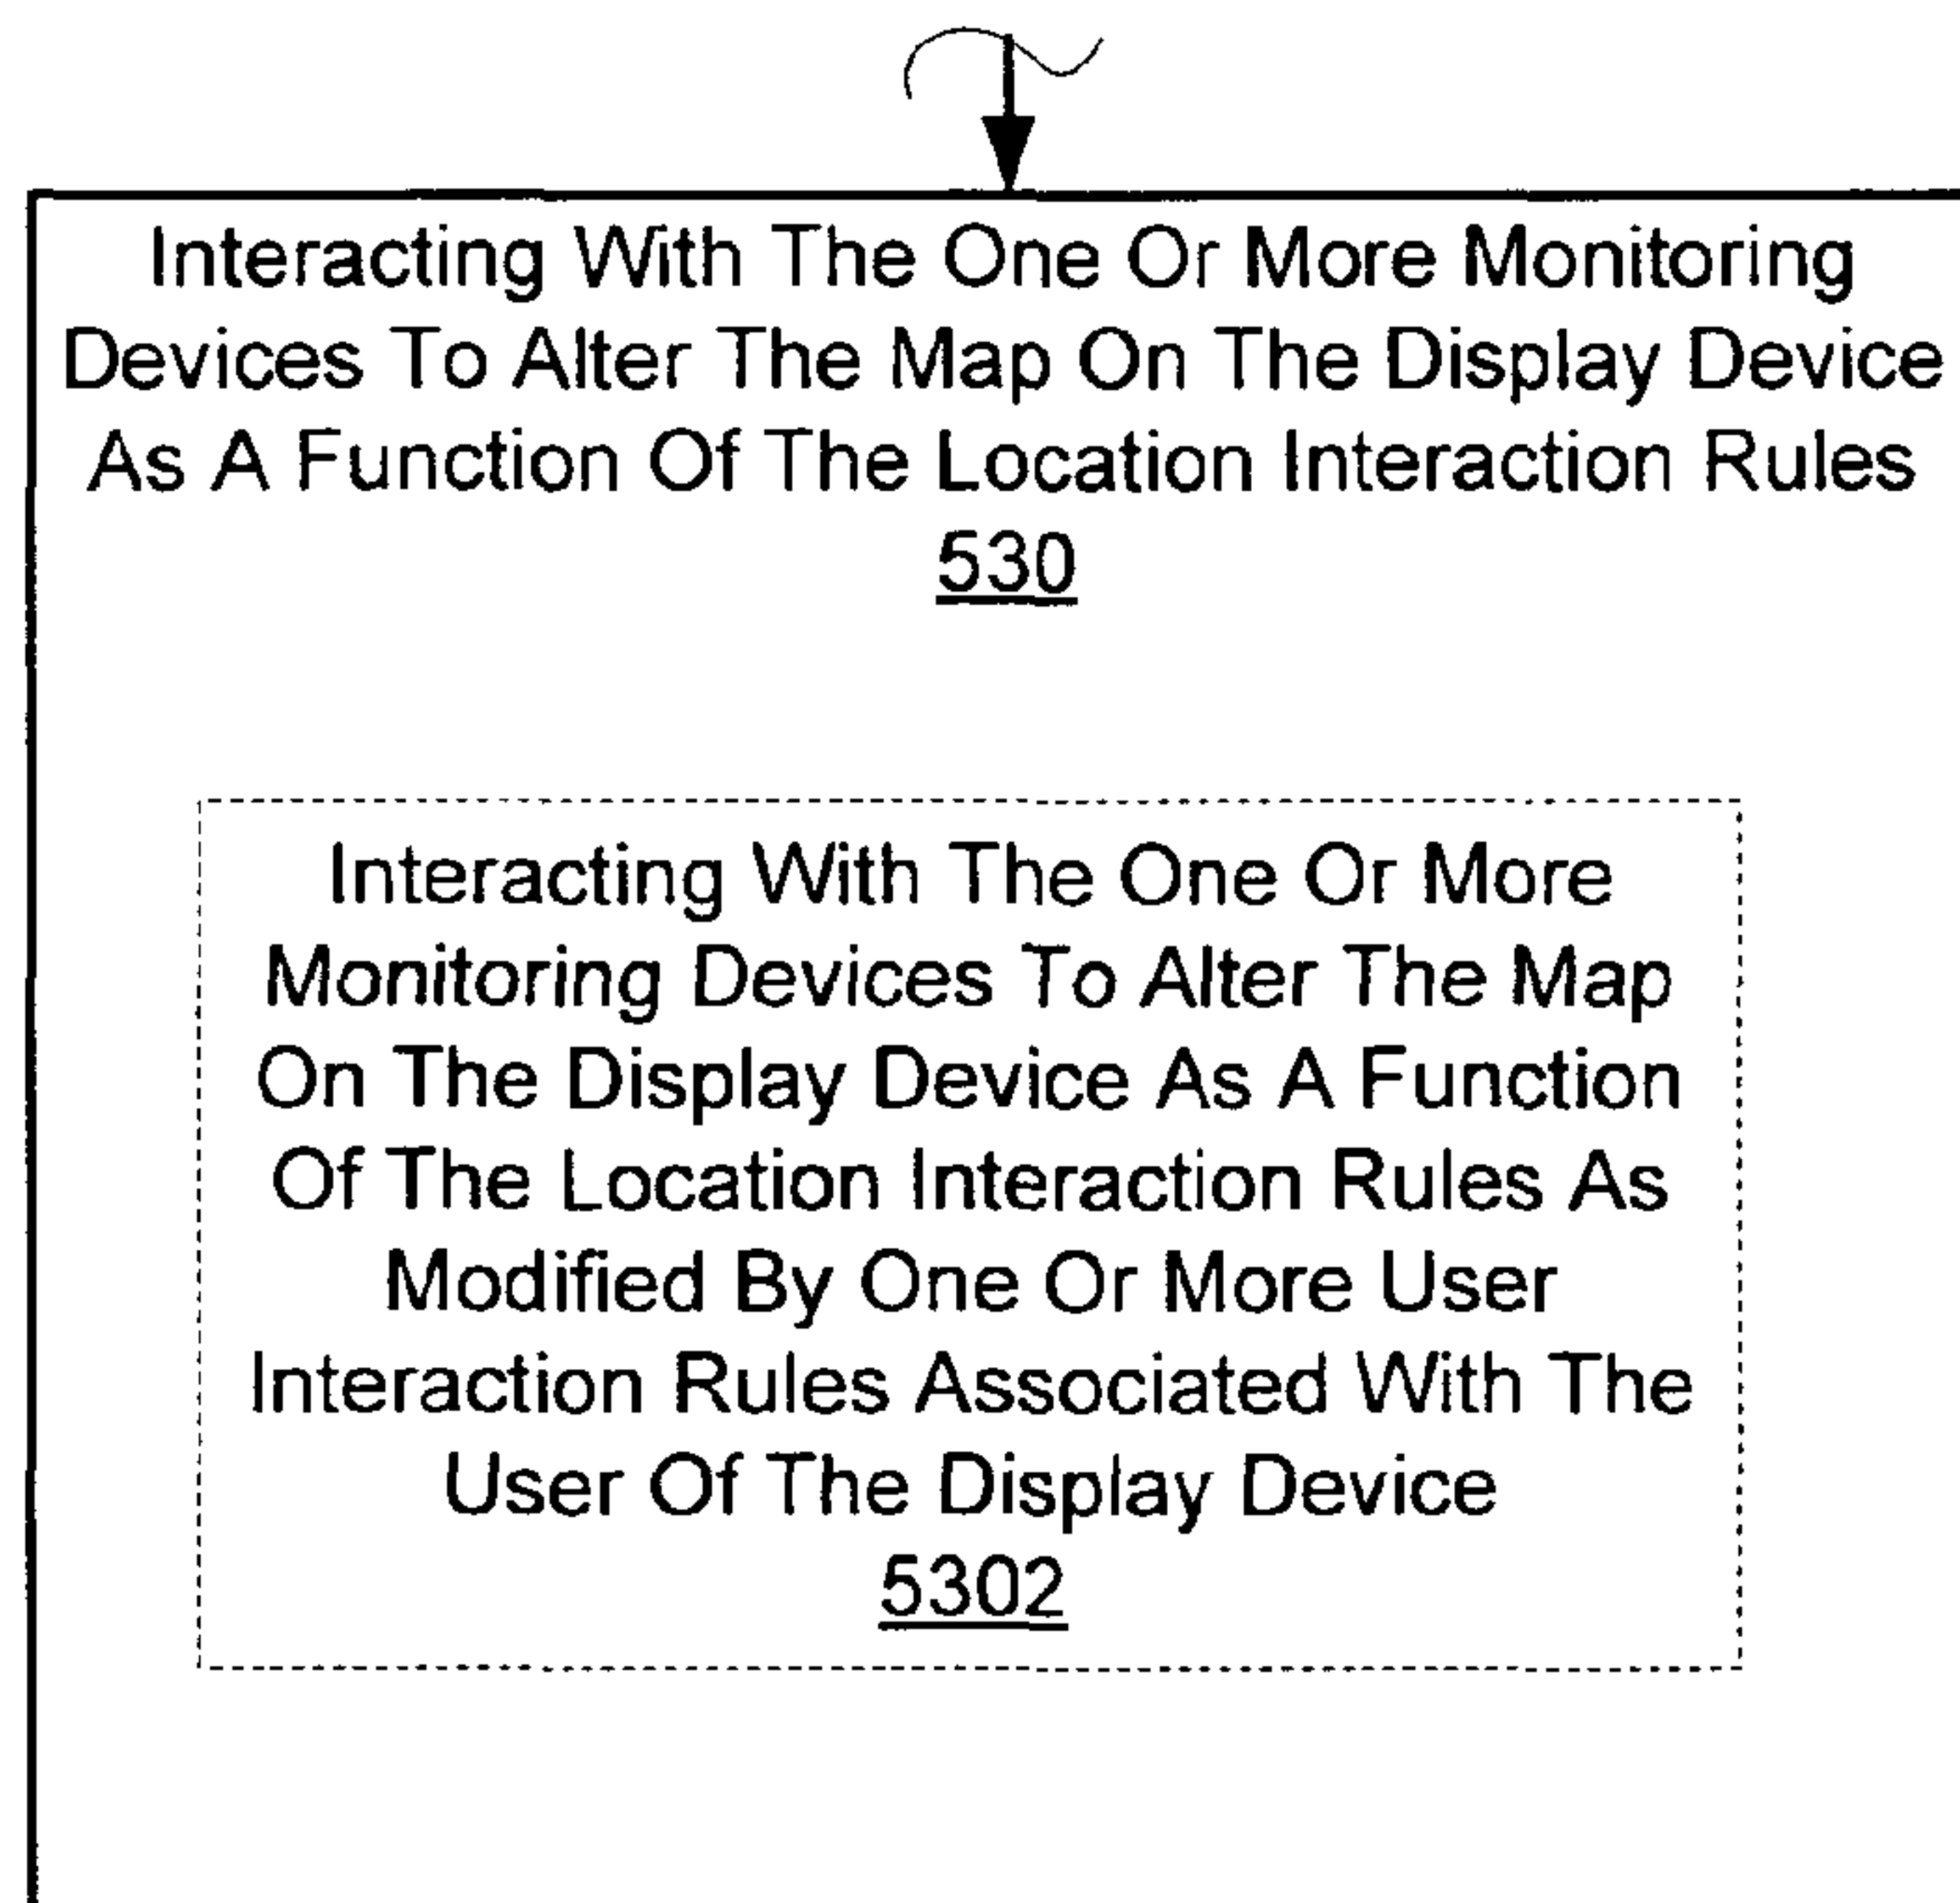 Interacting With The One Or More Monitoring
Devices To Alter The Map On The Display Device
As A Function Of The Location Interaction Rules
530
Interacting With The One Or More
Monitoring Devices To Alter The Map
On The Display Device As A Function
Of The Location Interaction Rules As
Modified By One Or More User
Interaction Rules Associated With The
User Of The Display Device
5302